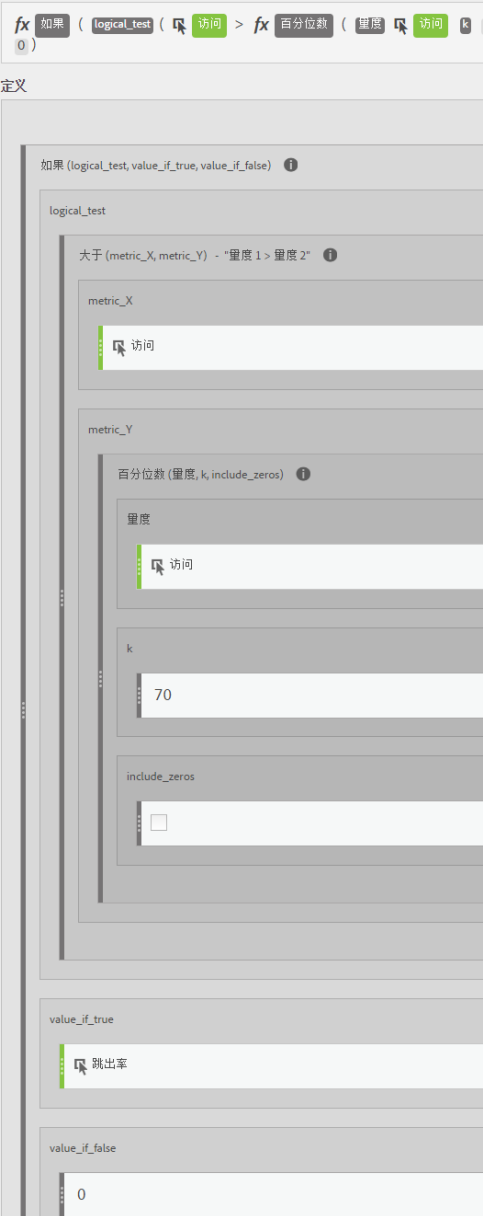 fx 如果 ( logical_test ( 访问 > fx 百分位数 ( 量度 访问 k
0 )
定义
如果 (logical_test, value_if_true, value_if_false)
logical_test
大于 (metric_X, metric_Y) - "量度 1 > 量度 2"
metric_X
访问
metric_Y
百分位数 (量度, k, include_zeros)
量度
访问
k
70
include_zeros
value_if_true
跳出率
value_if_false
0